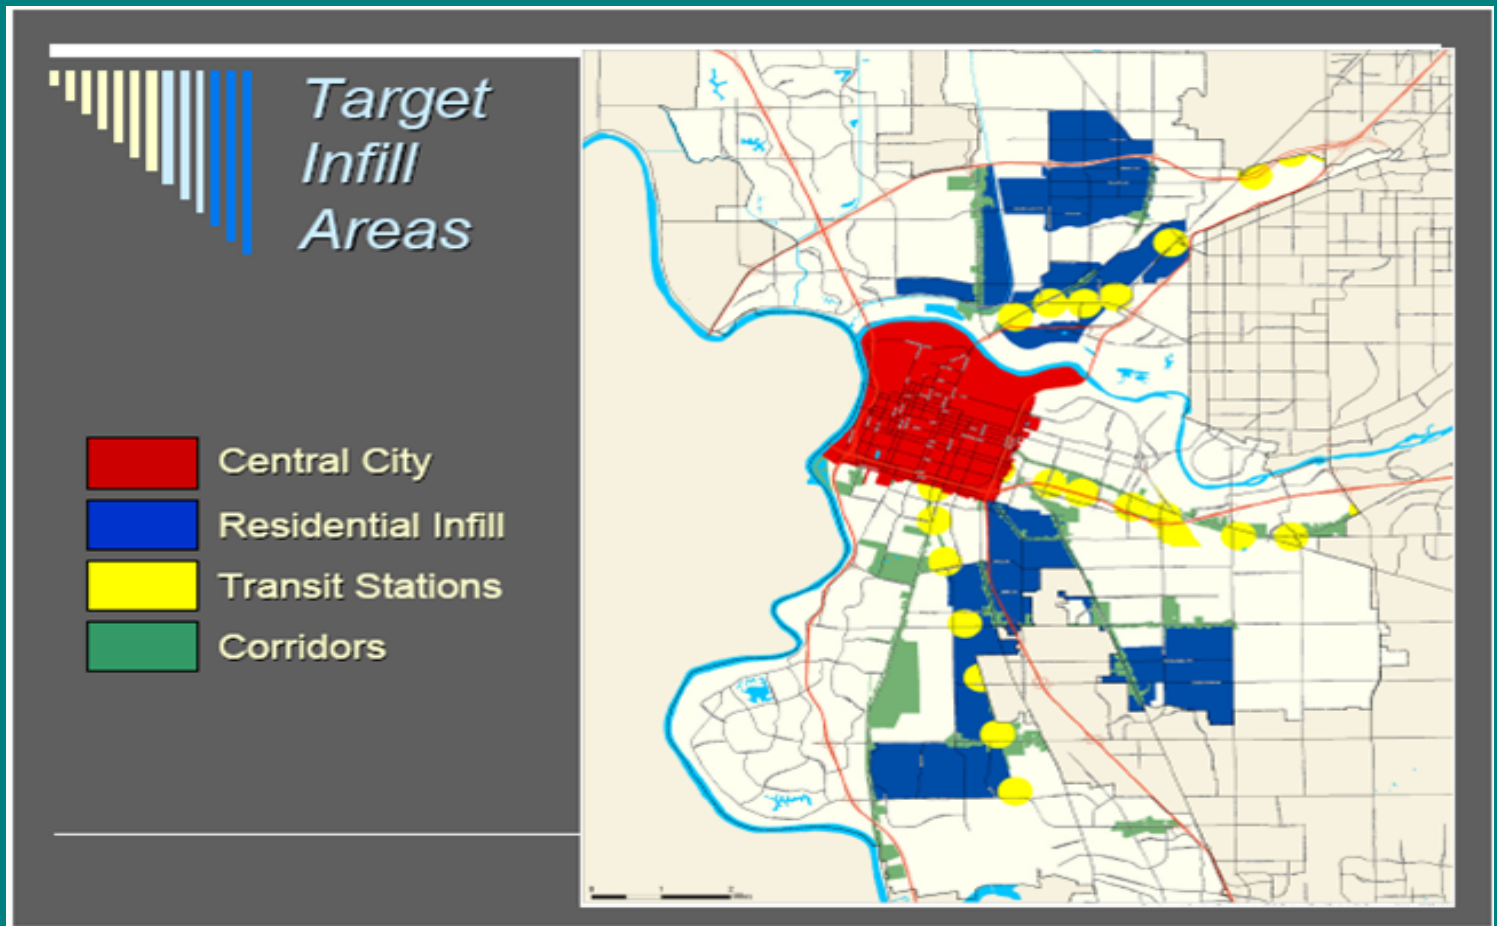 Target
Infill
Areas
Central City
Residential Infill
Transit Stations
Corridors